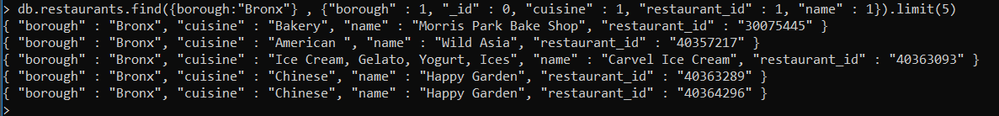 > db.restaurants.find({borough:"Bronx"} , {"borough" : 1, "_id" : 0, "cuisine" : 1, "restaurant_id" : 1, "name" : 1}).limit(5)
{ "borough" : "Bronx", "cuisine" : "Bakery", "name" : "Morris Park Bake Shop", "restaurant_id" : "30075445" }
{ "borough" : "Bronx", "cuisine" : "American ", "name" : "Wild Asia", "restaurant_id" : "40357217" }
{ "borough" : "Bronx", "cuisine" : "Ice Cream, Gelato, Yogurt, Ices", "name" : "Carvel Ice Cream", "restaurant_id" : "40363093" }
{ "borough" : "Bronx", "cuisine" : "Chinese", "name" : "Happy Garden", "restaurant_id" : "40363289" }
{ "borough" : "Bronx", "cuisine" : "Chinese", "name" : "Happy Garden", "restaurant_id" : "40364296" }
>